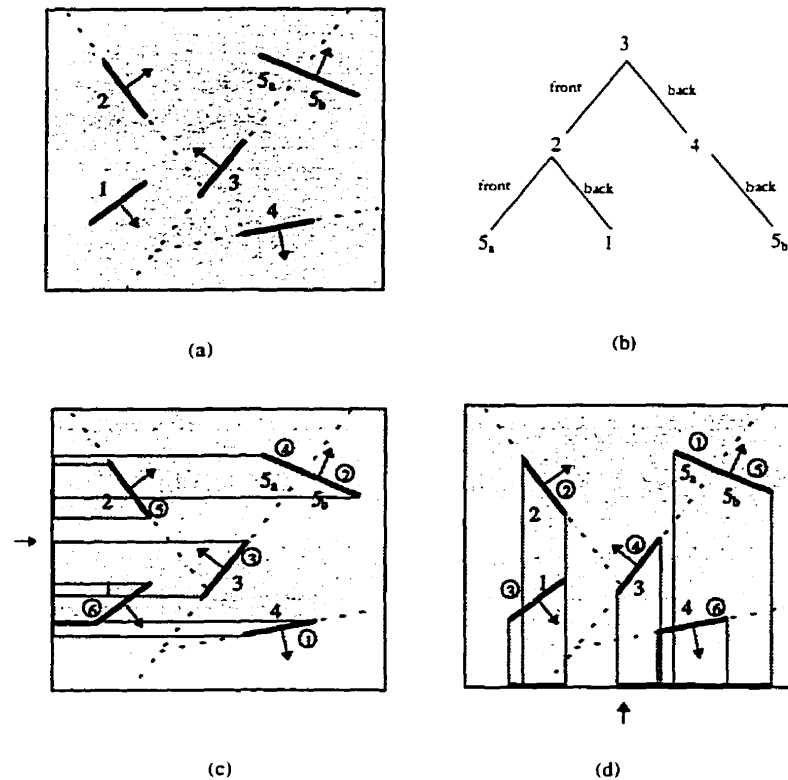 2
5a
5b
1
3
4
(a)
3
front
back
2
4
front
back
back
5a
1
5b
(b)
④
2
5a
②
⑤
5b
③
3
1
⑥
4
①
(c)
①
5a
⑤
②
5b
2
④
③
1
3
4
⑥
(d)